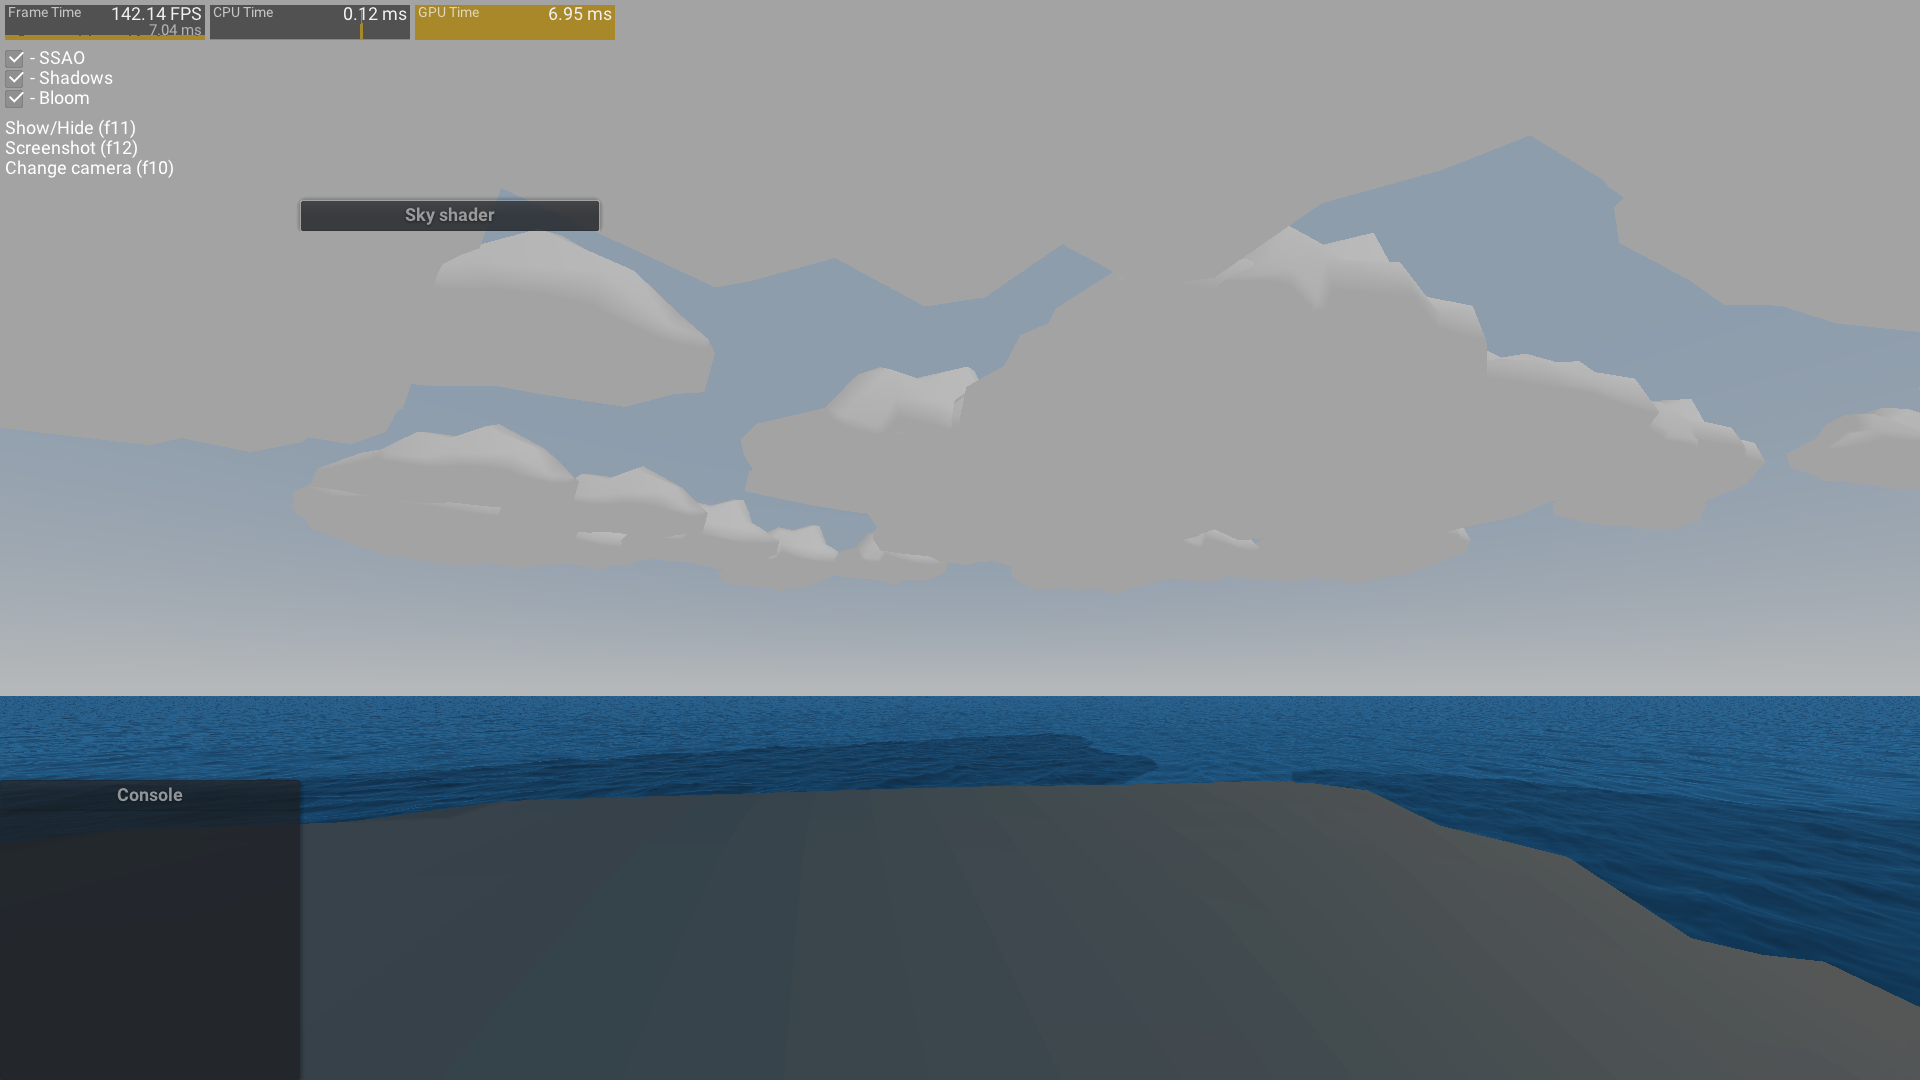 Frame Time 142.14 FPS
7.04 ms
CPU Time 0.12 ms
GPU Time 6.95 ms
- SSAO
- Shadows
- Bloom
Show/Hide (f11)
Screenshot (f12)
Change camera (f10)
Sky shader
Console